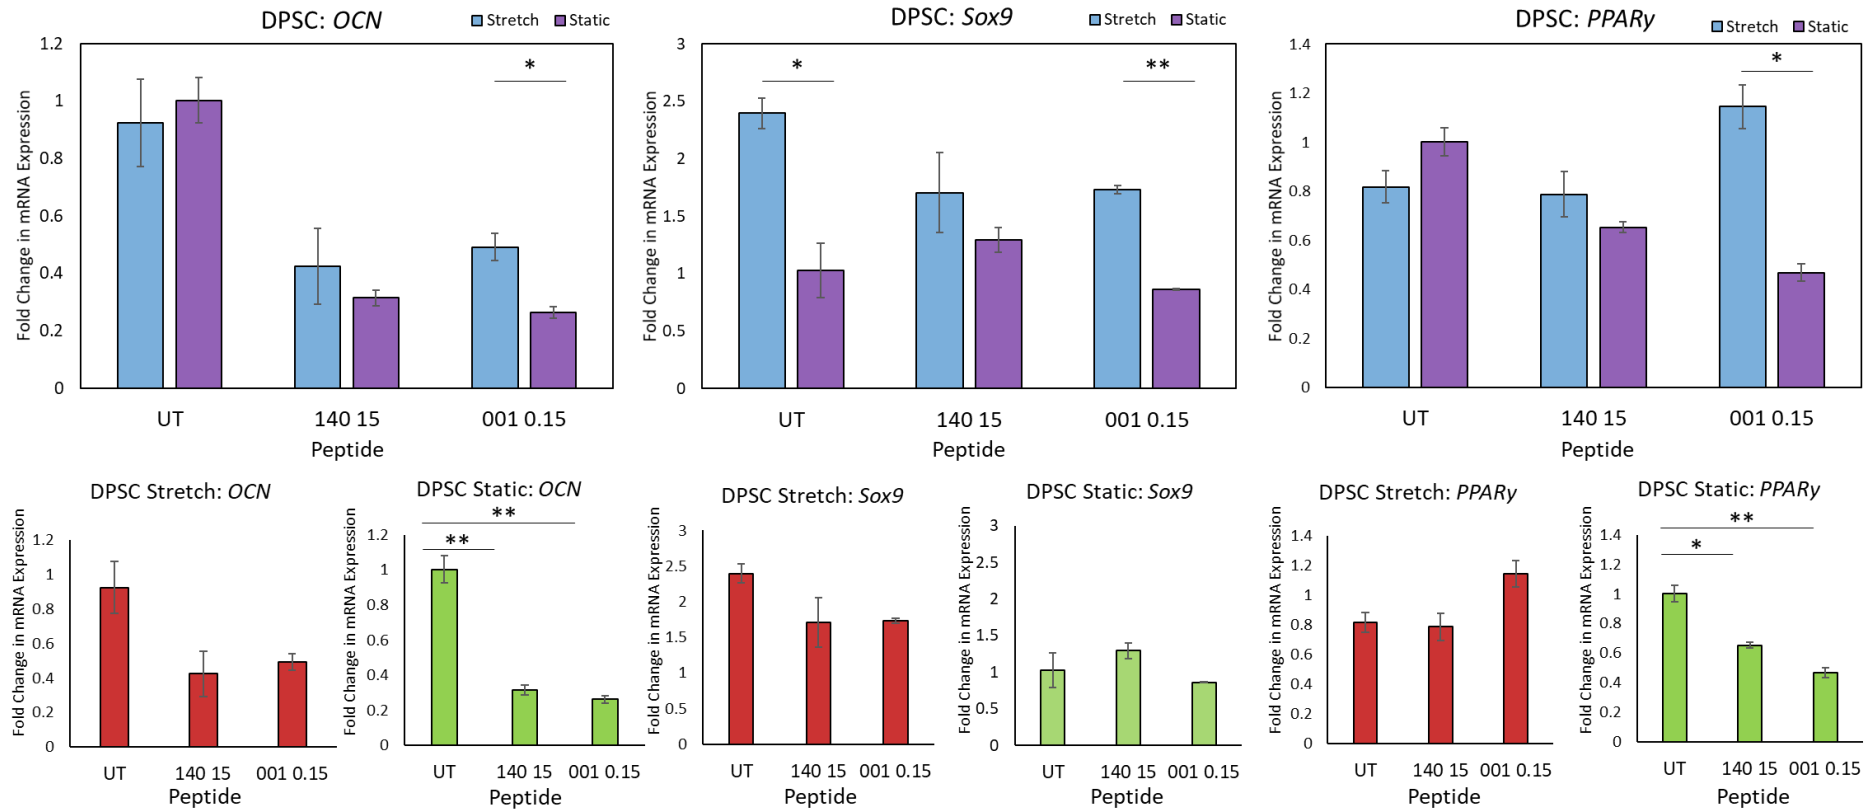 DPSC: OCN
Stretch Static
Fold Change in mRNA Expression
1.2
1
0.8
0.6
0.4
0.2
0
*
UT 140 15 001 0.15
Peptide
DPSC: Sox9
Stretch Static
Fold Change in mRNA Expression
3
2.5
2
1.5
1
0.5
0
* **
UT 140 15 001 0.15
Peptide
DPSC: PPARy
Stretch Static
Fold Change in mRNA Expression
1.4
1.2
1
0.8
0.6
0.4
0.2
0
*
UT 140 15 001 0.15
Peptide
DPSC Stretch: OCN
Fold Change in mRNA Expression
1.2
1
0.8
0.6
0.4
0.2
0
UT 140 15 001 0.15
Peptide
DPSC Static: OCN
Fold Change in mRNA Expression
**
**
1.2
1
0.8
0.6
0.4
0.2
0
UT 140 15 001 0.15
Peptide
DPSC Stretch: Sox9
Fold Change in mRNA Expression
3
2.5
2
1.5
1
0.5
0
UT 140 15 001 0.15
Peptide
DPSC Static: Sox9
Fold Change in mRNA Expression
3
2.5
2
1.5
1
0.5
0
UT 140 15 001 0.15
Peptide
DPSC Stretch: PPARy
Fold Change in mRNA Expression
1.4
1.2
1
0.8
0.6
0.4
0.2
0
UT 140 15 001 0.15
Peptide
DPSC Static: PPARy
Fold Change in mRNA Expression
**
*
1.4
1.2
1
0.8
0.6
0.4
0.2
0
UT 140 15 001 0.15
Peptide